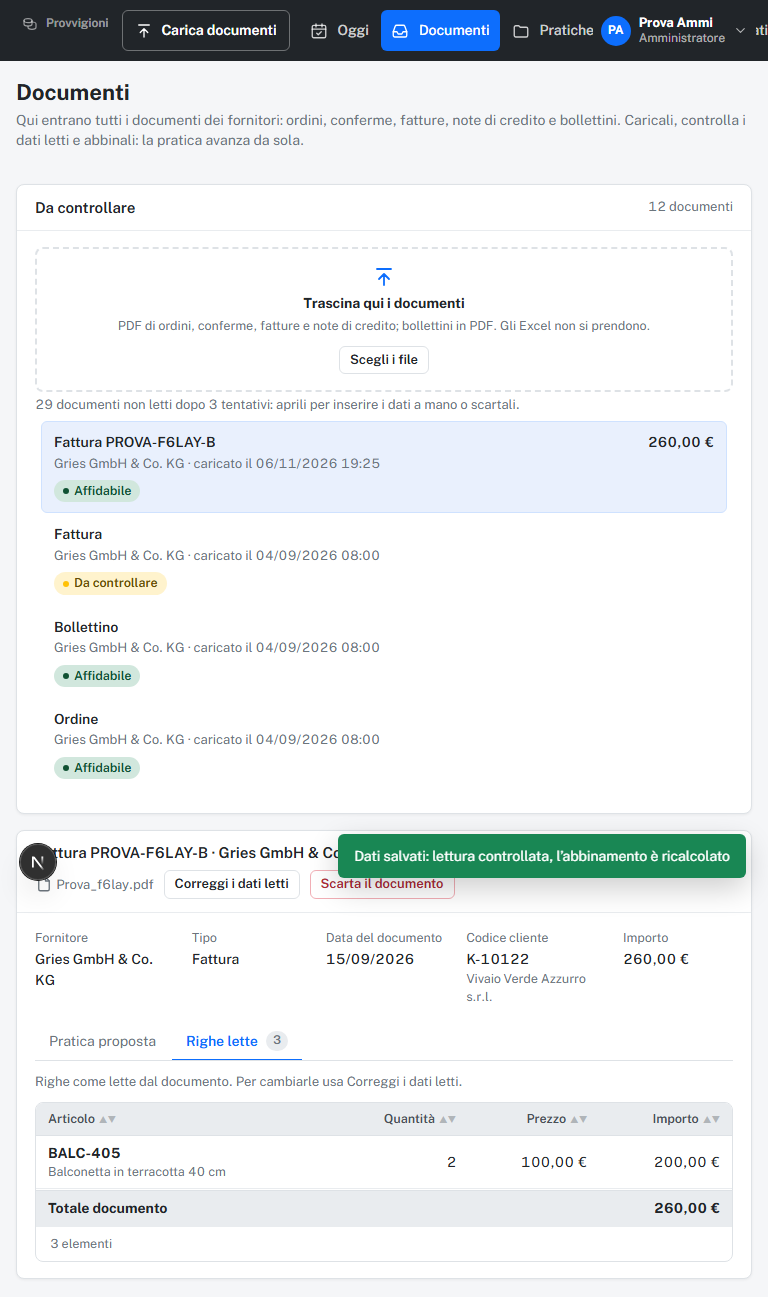 Provvigioni
Carica documenti
Oggi
Documenti
Pratiche
PA
Prova Ammi
Amministratore
Documenti
Qui entrano tutti i documenti dei fornitori: ordini, conferme, fatture, note di credito e bollettini. Caricali, controlla i
dati letti e abbinali: la pratica avanza da sola.
Da controllare
12 documenti
Trascina qui i documenti
PDF di ordini, conferme, fatture e note di credito; bollettini in PDF. Gli Excel non si prendono.
Scegli i file
29 documenti non letti dopo 3 tentativi: aprili per inserire i dati a mano o scartali.
Fattura PROVA-F6LAY-B 260,00 €
Gries GmbH & Co. KG · caricato il 06/11/2026 19:25
Affidabile
Fattura
Gries GmbH & Co. KG · caricato il 04/09/2026 08:00
Da controllare
Bollettino
Gries GmbH & Co. KG · caricato il 04/09/2026 08:00
Affidabile
Ordine
Gries GmbH & Co. KG · caricato il 04/09/2026 08:00
Affidabile
ttura PROVA-F6LAY-B · Gries GmbH & Co
Dati salvati: lettura controllata, l'abbinamento è ricalcolato
N
Prova_f6lay.pdf
Correggi i dati letti
Scarta il documento
Fornitore Tipo Data del documento Codice cliente Importo
Gries GmbH & Co. Fattura 15/09/2026 K-10122 260,00 €
KG Vivaio Verde Azzurro
s.r.l.
Pratica proposta Righe lette 3
Righe come lette dal documento. Per cambiarle usa Correggi i dati letti.
Articolo Quantità Prezzo Importo
BALC-405 2 100,00 € 200,00 €
Balconetta in terracotta 40 cm
Totale documento 260,00 €
3 elementi